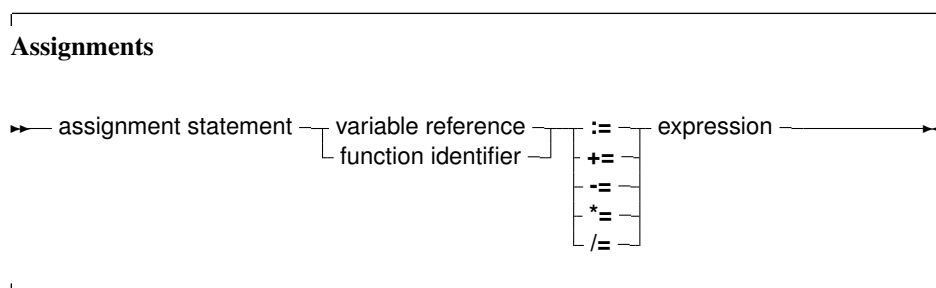 Assignments
assignment statement variable reference := expression
function identifier +=
-=
*=
/=